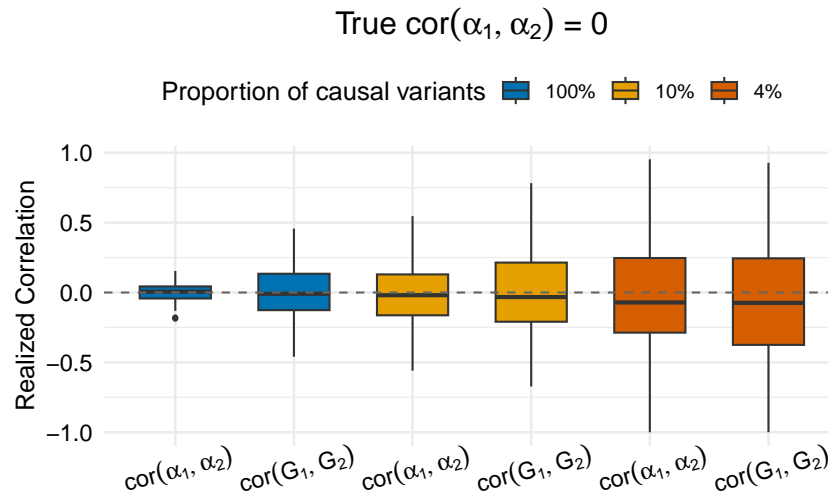 True cor(α₁, α₂) = 0
Proportion of causal variants 100% 10% 4%
Realized Correlation
1.0
0.5
0.0
−0.5
−1.0
cor(α₁, α₂) cor(G₁, G₂) cor(α₁, α₂) cor(G₁, G₂) cor(α₁, α₂) cor(G₁, G₂)